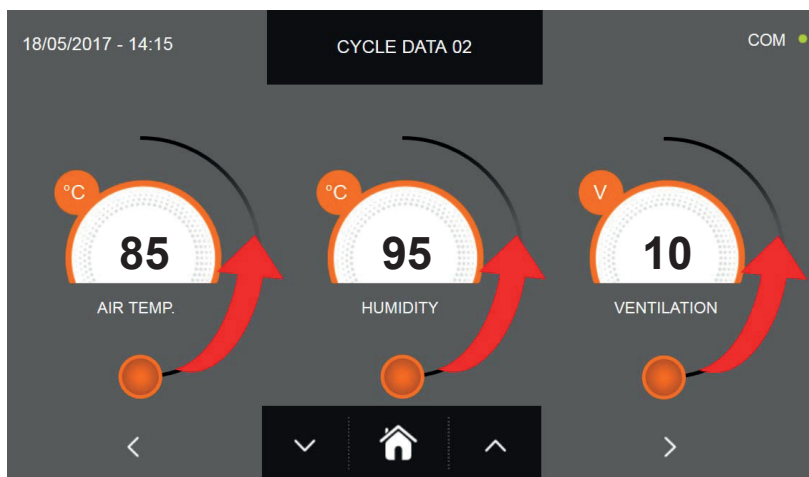 18/05/2017 - 14:15
CYCLE DATA 02
COM
°C
°C
V
85
95
10
AIR TEMP.
HUMIDITY
VENTILATION